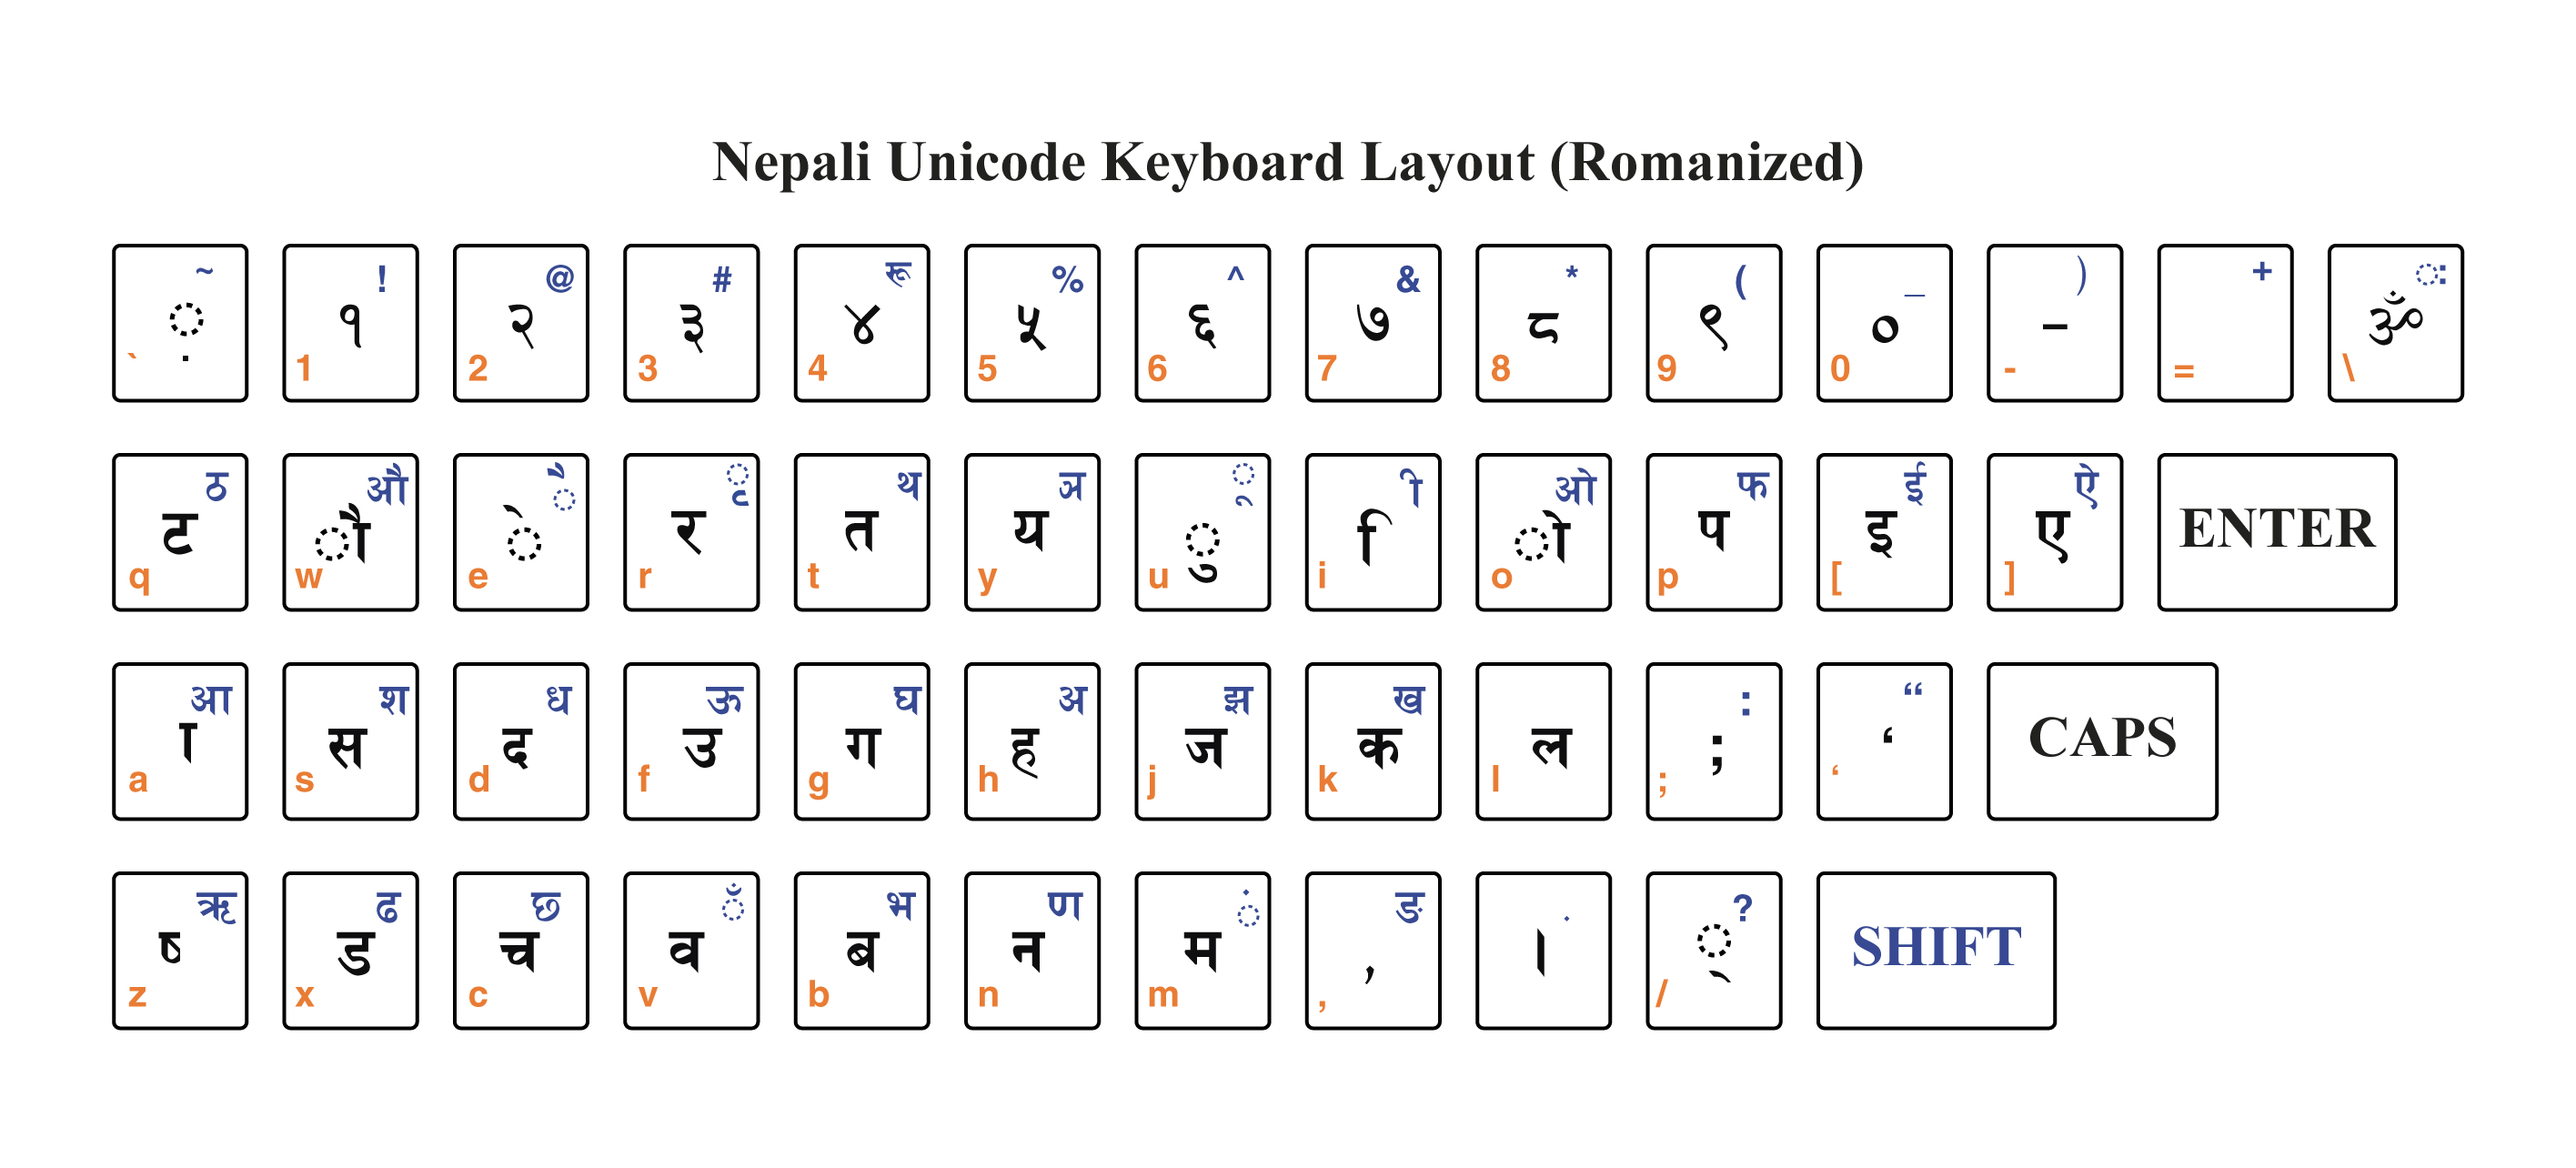 Nepali Unicode Keyboard Layout (Romanized)
` ़ ~ 1 १ ! 2 २ @ 3 ३ # 4 ४ रू 5 ५ % 6 ६ ^ 7 ७ & 8 ८ * 9 ९ ( 0 ० _ - – ) = + \ ॐ ः
q ट ठ w ौ औ e े ै r र ृ t त थ y य ञ u ु ू i ि ी o ो ओ p प फ [ इ ई ] ए ऐ ENTER
a ा आ s स श d द ध f उ ऊ g ग घ h ह अ j ज झ k क ख l ल ; ; : ‘ ‘ “ CAPS
z ष ऋ x ड ढ c च छ v व ँ b ब भ n न ण m म ं , , ङ । . / ् ? SHIFT